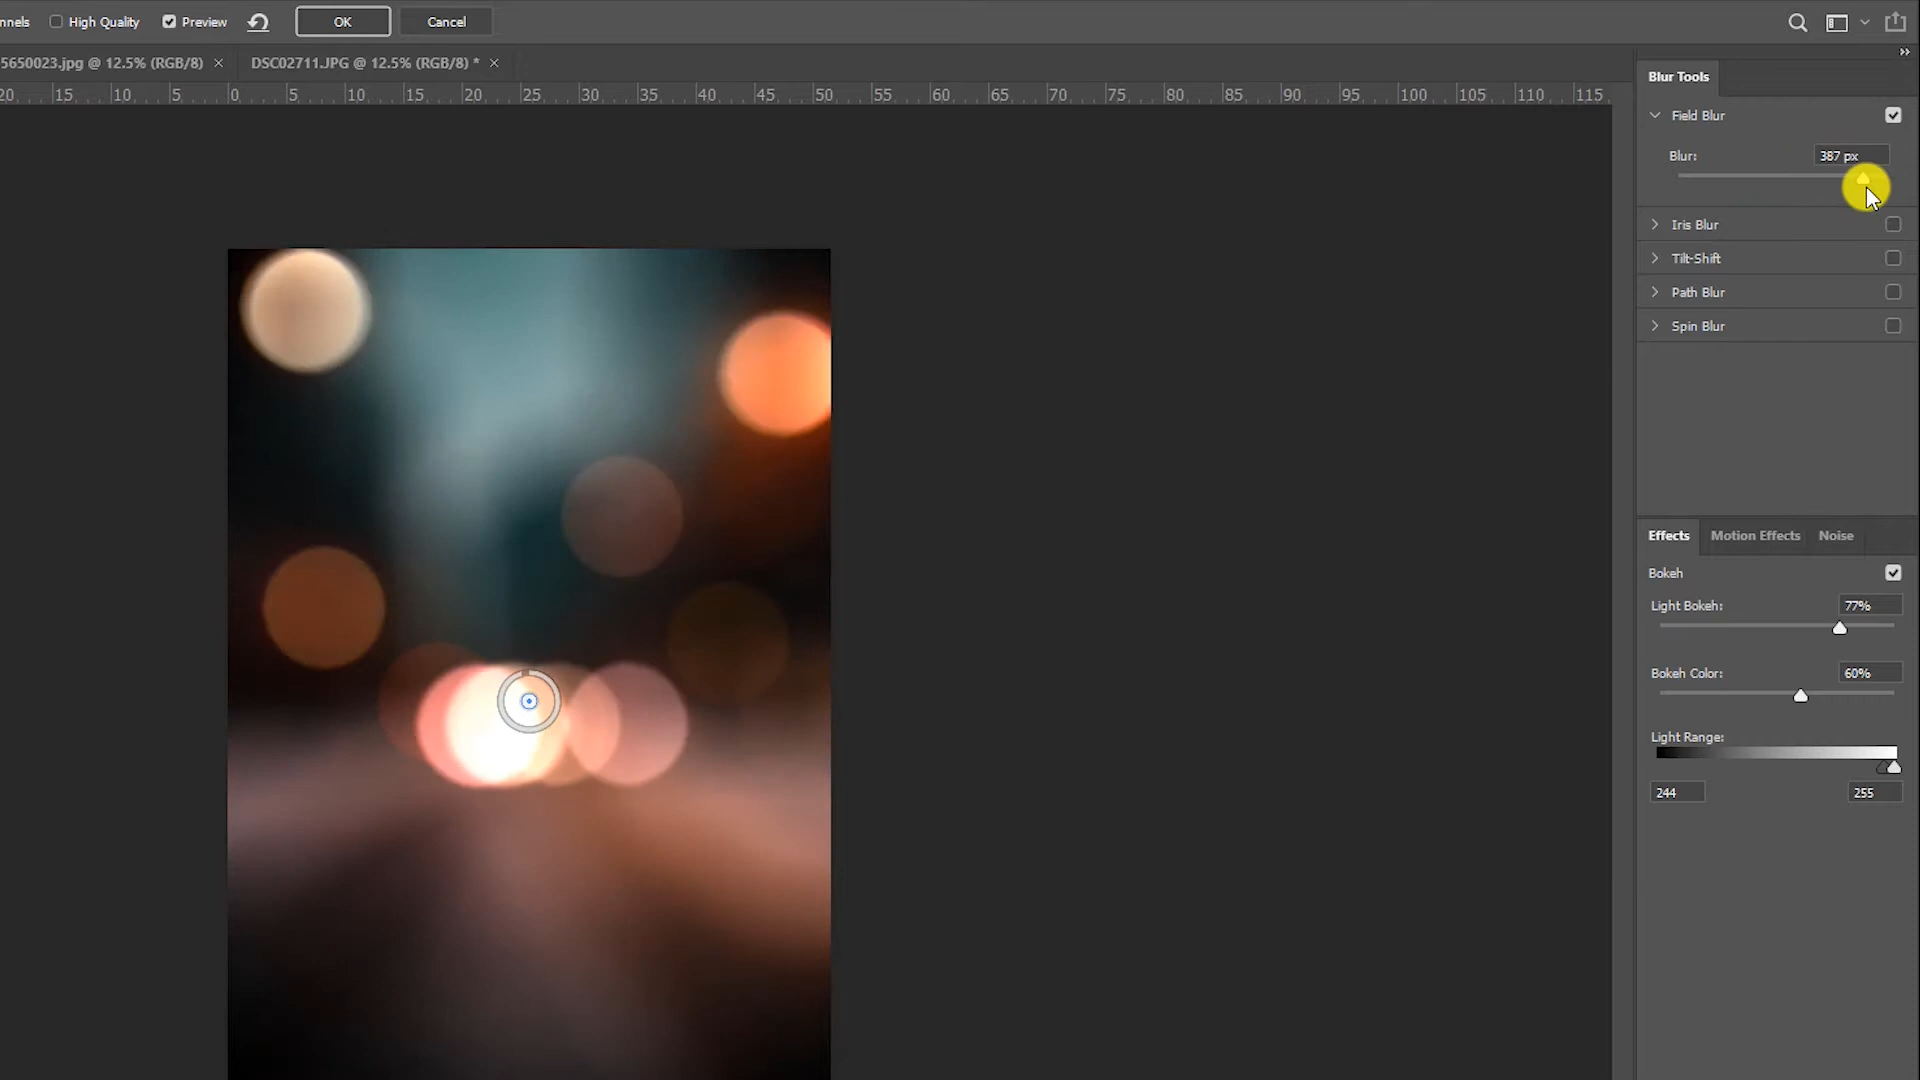 nnels High Quality Preview OK Cancel
5650023.jpg @ 12.5% (RGB/8) × DSC02711.JPG @ 12.5% (RGB/8) * ×
20 15 10 5 0 5 10 15 20 25 30 35 40 45 50 55 60 65 70 75 80 85 90 95 100 105 110 115
Blur Tools
Field Blur
Blur: 387 px
Iris Blur
Tilt-Shift
Path Blur
Spin Blur
Effects Motion Effects Noise
Bokeh
Light Bokeh: 77%
Bokeh Color: 60%
Light Range:
244 255